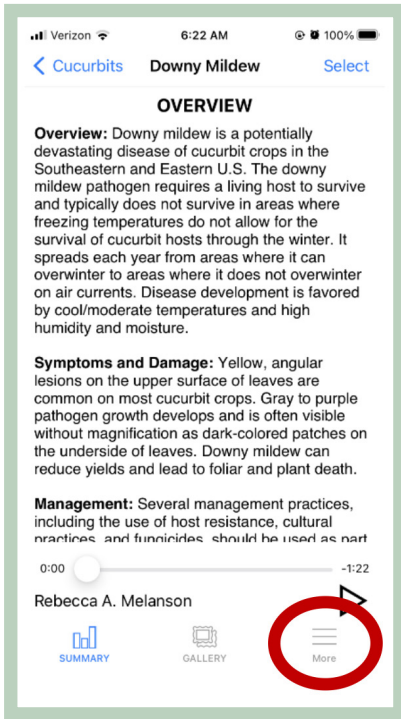 Verizon 6:22 AM 100%
Cucurbits Downy Mildew Select
OVERVIEW
Overview: Downy mildew is a potentially
devastating disease of cucurbit crops in the
Southeastern and Eastern U.S. The downy
mildew pathogen requires a living host to survive
and typically does not survive in areas where
freezing temperatures do not allow for the
survival of cucurbit hosts through the winter. It
spreads each year from areas where it can
overwinter to areas where it does not overwinter
on air currents. Disease development is favored
by cool/moderate temperatures and high
humidity and moisture.
Symptoms and Damage: Yellow, angular
lesions on the upper surface of leaves are
common on most cucurbit crops. Gray to purple
pathogen growth develops and is often visible
without magnification as dark-colored patches on
the underside of leaves. Downy mildew can
reduce yields and lead to foliar and plant death.
Management: Several management practices,
including the use of host resistance, cultural
practices, and fungicides, should be used as part
0:00 -1:22
Rebecca A. Melanson
SUMMARY GALLERY More